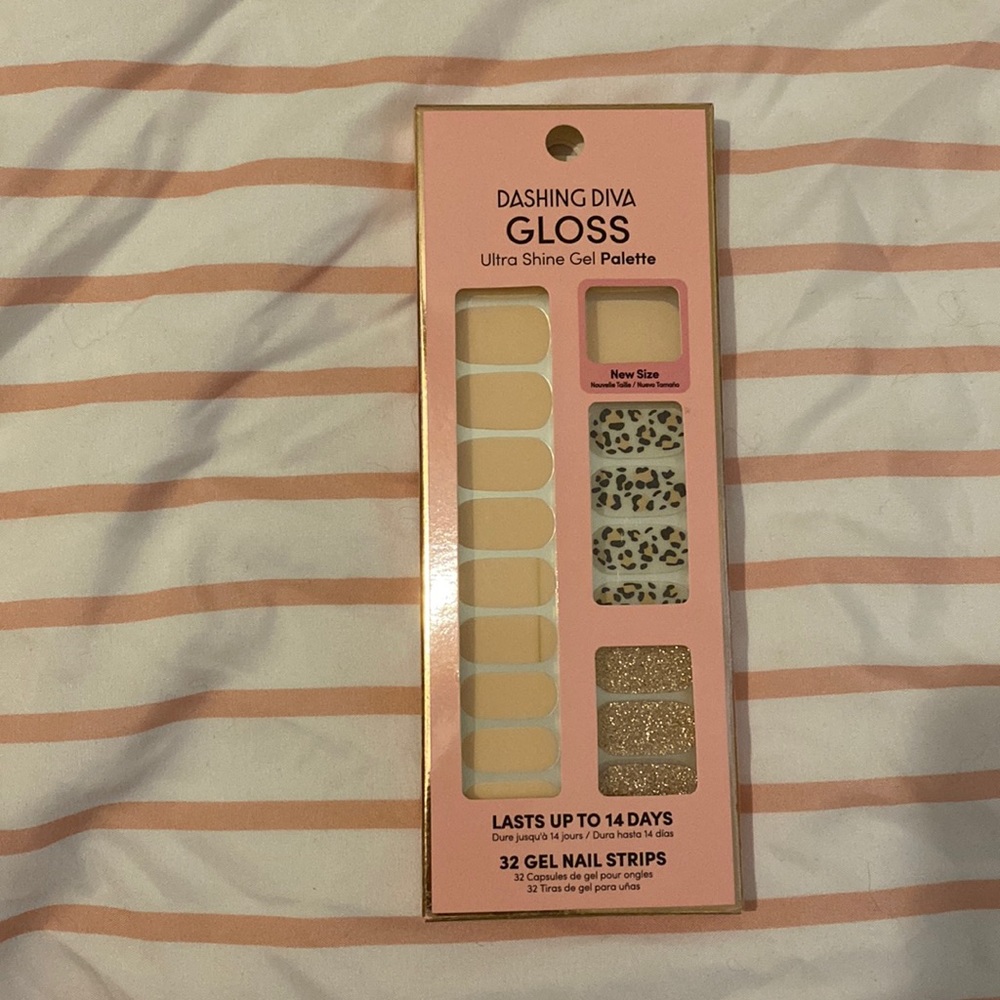 DASHING DIVA
GLOSS
Ultra Shine Gel Palette
New Size
Nouvelle Taille / Nuevo Tamaño
LASTS UP TO 14 DAYS
Dure jusqu'à 14 jours / Dura hasta 14 días
32 GEL NAIL STRIPS
32 Capsules de gel pour ongles
32 Tiras de gel para uñas